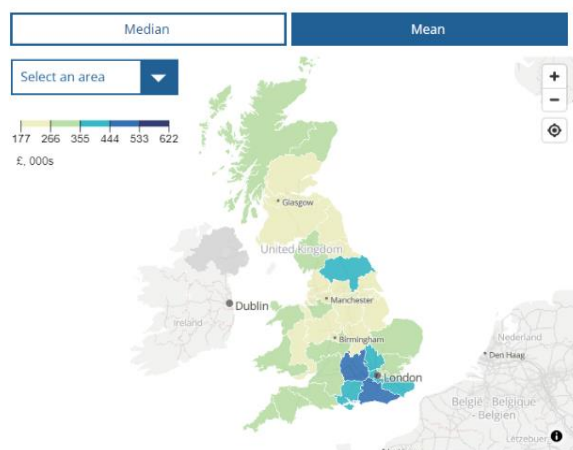 Median
Mean
Select an area
+
−
177 266 355 444 533 622
£, 000s
Glasgow
United Kingdom
Dublin
Ireland
Manchester
Birmingham
Nederland
Den Haag
London
België - Belgique
- Belgien
Lëtzebuer
i